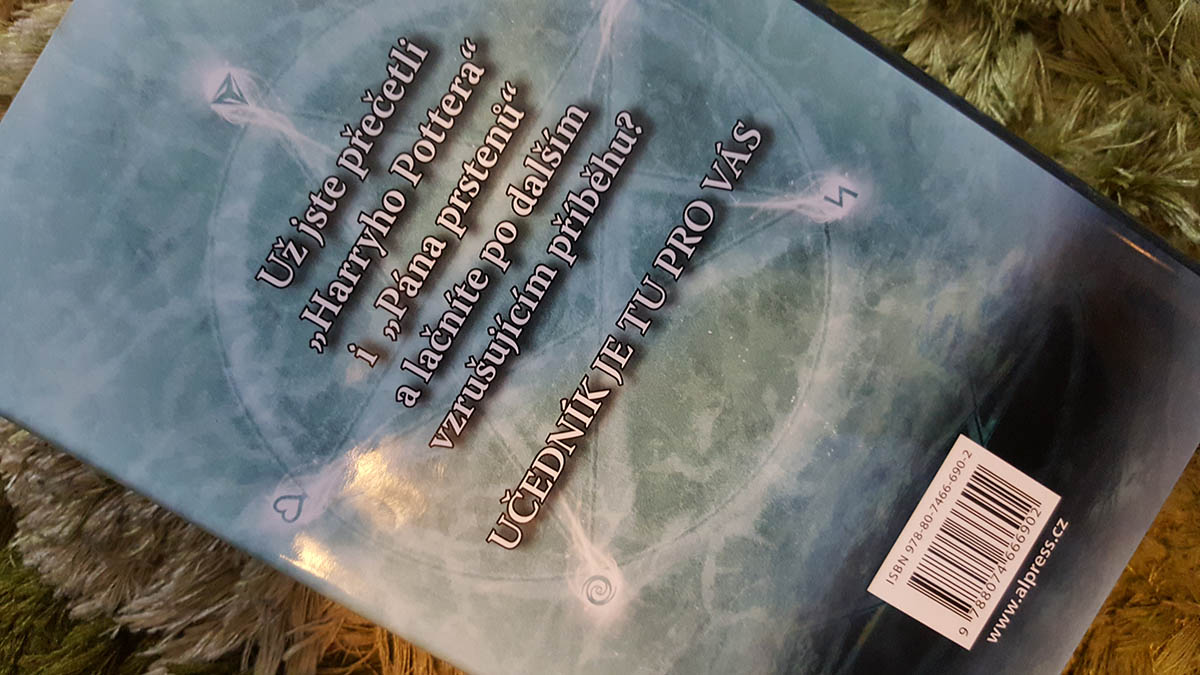 Už jste přečetli
„Harryho Pottera“
i „Pána prstenů“
a lačníte po dalším
vzrušujícím příběhu?
UČEDNÍK JE TU PRO VÁS
ISBN 978-80-7466-690-2
9 788074 666902
www.alpress.cz